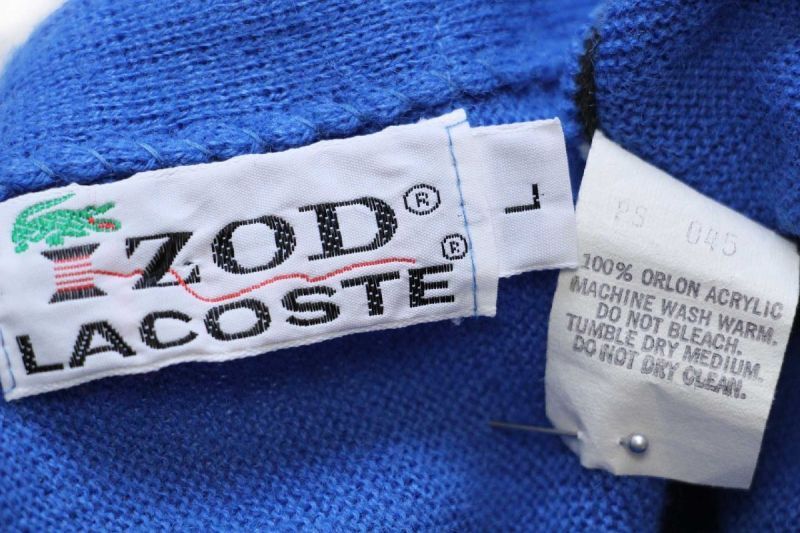 IZOD®
LACOSTE®
L
PS 045
100% ORLON ACRYLIC
MACHINE WASH WARM.
DO NOT BLEACH.
TUMBLE DRY MEDIUM.
DO NOT DRY CLEAN.